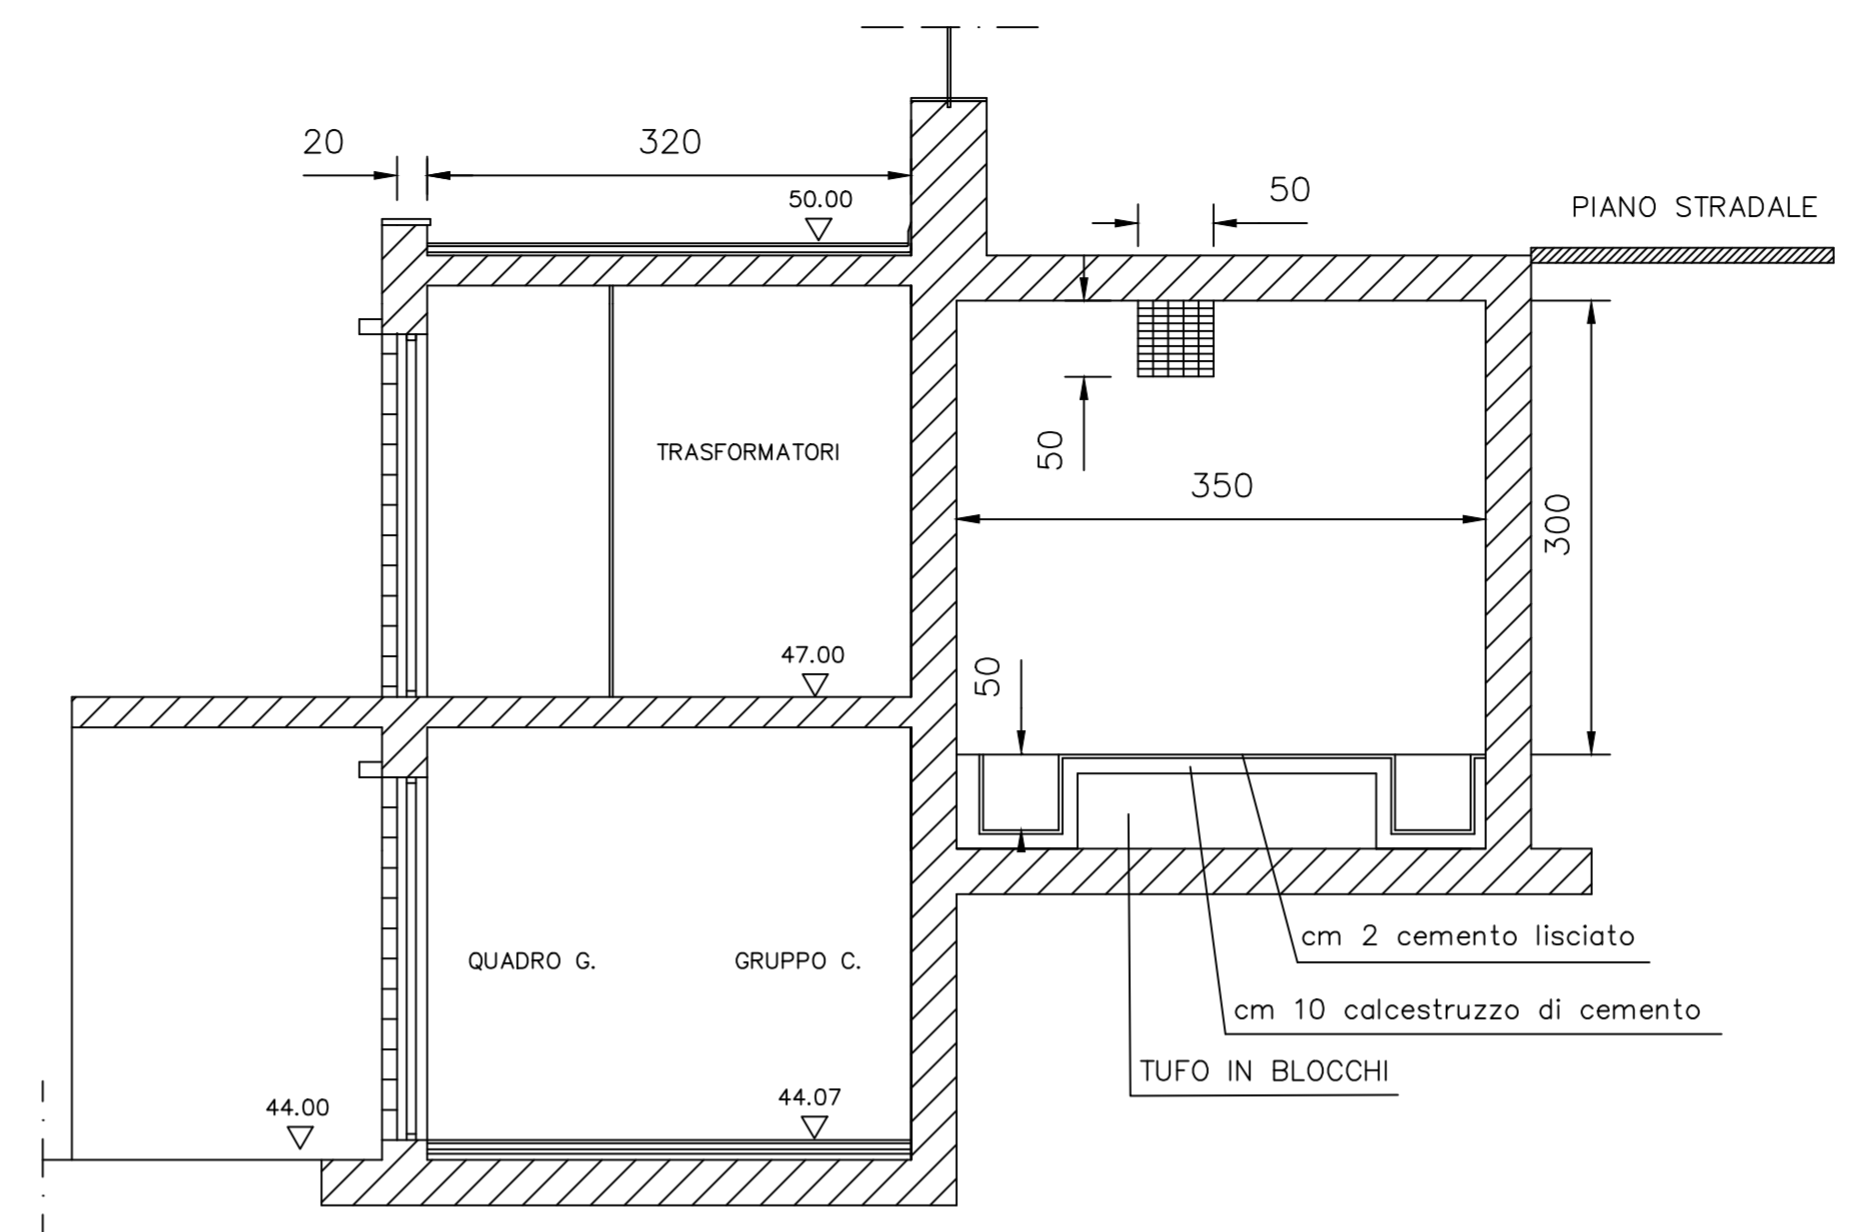 20
320
50.00
50
PIANO STRADALE
50
TRASFORMATORI
350
300
47.00
50
cm 2 cemento lisciato
QUADRO G.
GRUPPO C.
cm 10 calcestruzzo di cemento
TUFO IN BLOCCHI
44.00
44.07